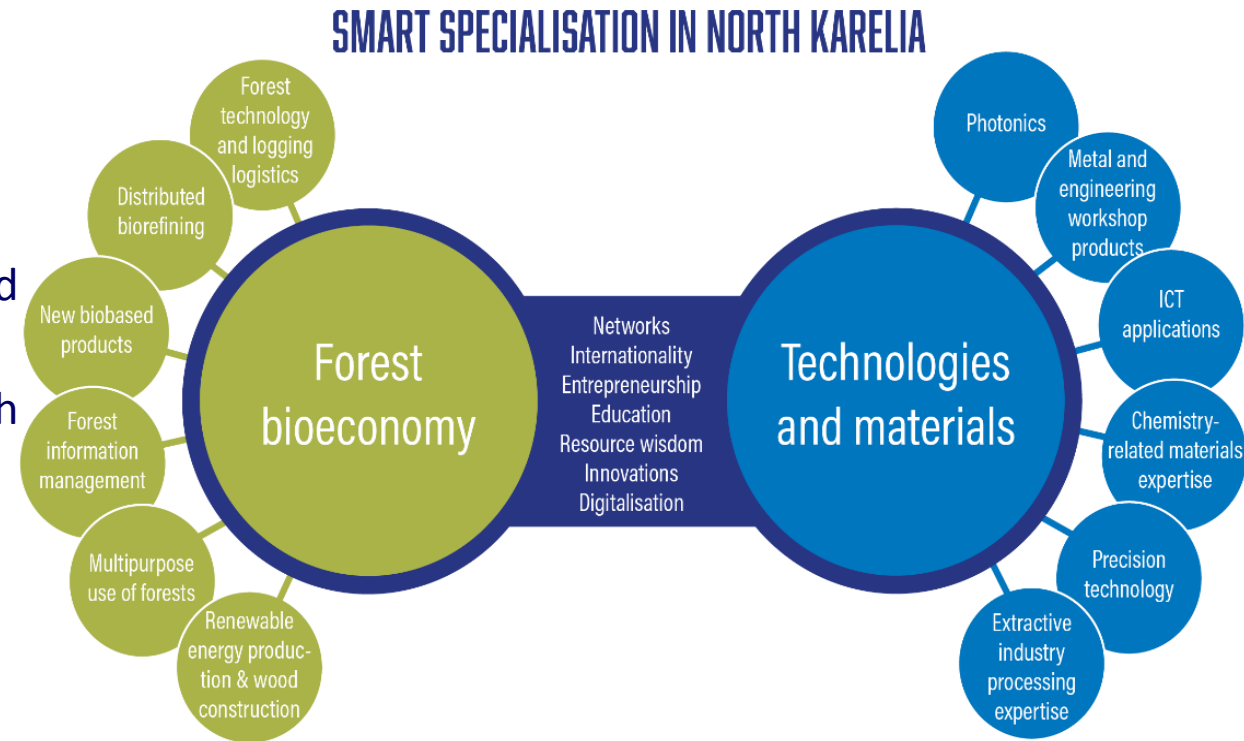 SMART SPECIALISATION IN NORTH KARELIA
Forest
technology
and logging
logistics
Distributed
biorefining
d
New biobased
products
h
Forest
information
management
Multipurpose
use of forests
Renewable
energy produc-
tion & wood
construction
Forest
bioeconomy
Networks
Internationality
Entrepreneurship
Education
Resource wisdom
Innovations
Digitalisation
Technologies
and materials
Photonics
Metal and
engineering
workshop
products
ICT
applications
Chemistry-
related materials
expertise
Precision
technology
Extractive
industry
processing
expertise